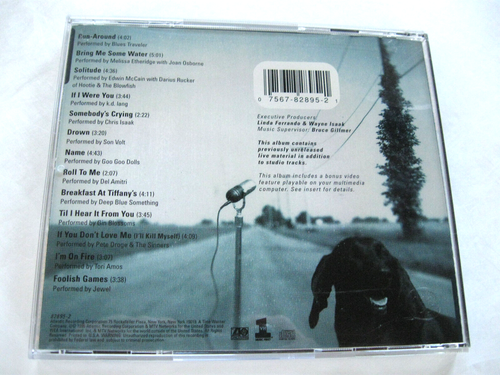 Run-Around (4:02)
Performed by Blues Traveler
Bring Me Some Water (5:01)
Performed by Melissa Etheridge with Joan Osborne
Solitude (4:36)
Performed by Edwin McCain with Darius Rucker
of Hootie & The Blowfish
If I Were You (3:44)
Performed by k.d. lang
Somebody's Crying (2:22)
Performed by Chris Isaak
Drown (3:20)
Performed by Son Volt
Name (4:43)
Performed by Goo Goo Dolls
Roll To Me (2:07)
Performed by Del Amitri
Breakfast At Tiffany's (4:11)
Performed by Deep Blue Something
Til I Hear It From You (3:45)
Performed by Gin Blossoms
If You Don't Love Me (I'll Kill Myself) (4:09)
Performed by Pete Droge & The Sinners
I'm On Fire (3:02)
Performed by Tori Amos
Foolish Games (3:38)
Performed by Jewel
0 7567-82895-2
Executive Producers:
Linda Ferrando & Wayne Isaak
Music Supervisor: Bruce Gillmer
This album contains
previously unreleased
live material in addition
to studio tracks.
This album includes a bonus video
feature playable on your multimedia
computer. See insert for details.
82895-2